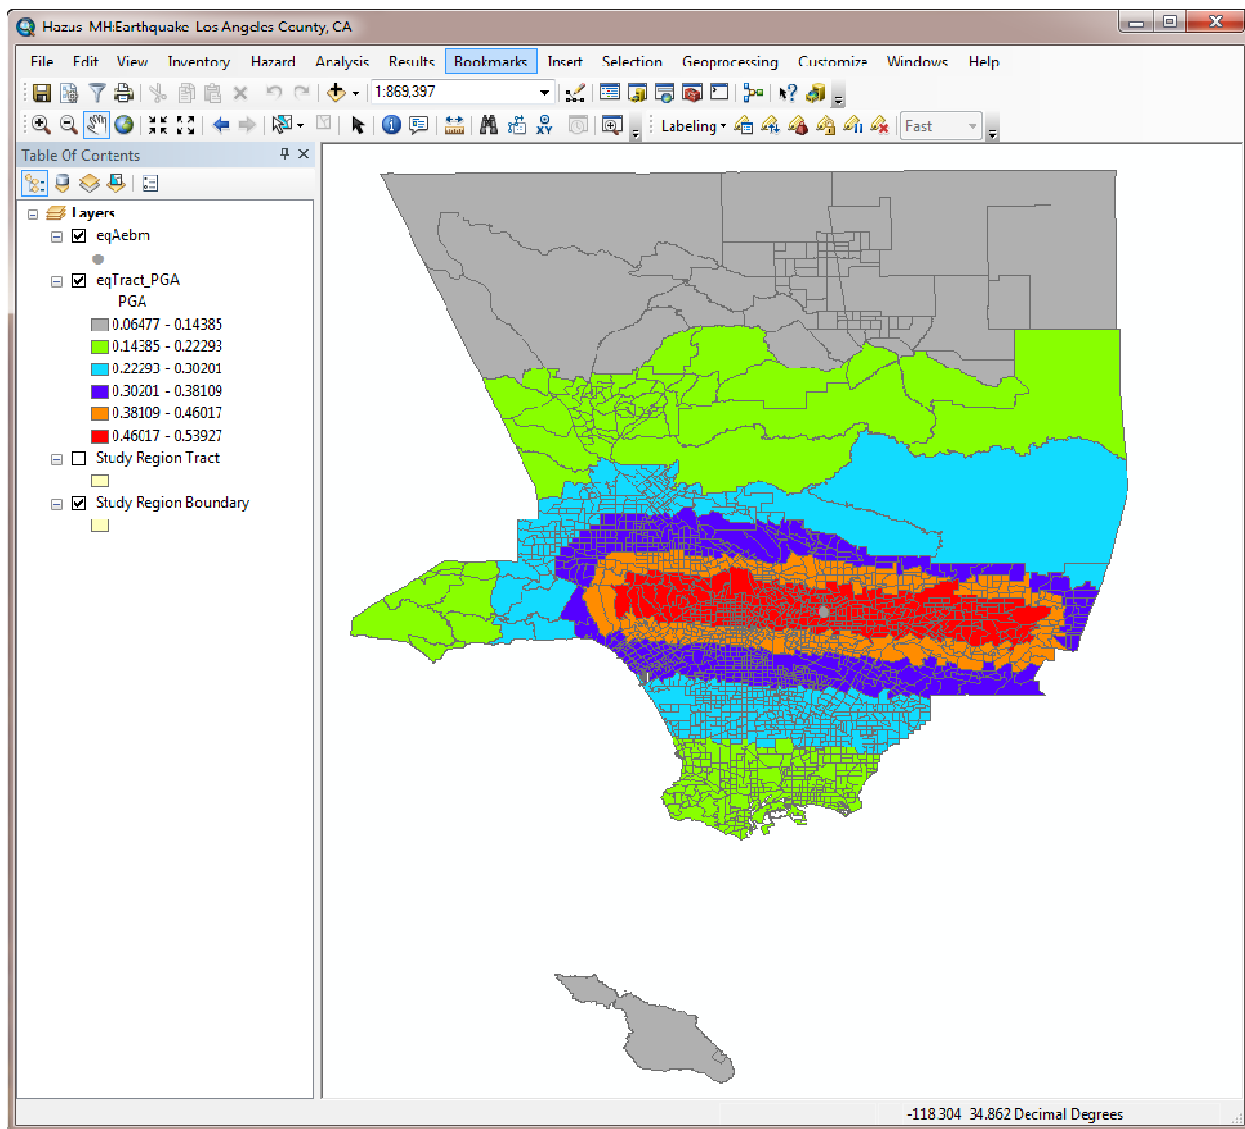 Hazus MH:Earthquake Los Angeles County, CA
File Edit View Inventory Hazard Analysis Results Bookmarks Insert Selection Geoprocessing Customize Windows Help
1:869,397
Labeling Fast
Table Of Contents
Layers
eqAebm
eqTract_PGA
PGA
0.06477 - 0.14385
0.14385 - 0.22293
0.22293 - 0.30201
0.30201 - 0.38109
0.38109 - 0.46017
0.46017 - 0.53927
Study Region Tract
Study Region Boundary
-118.304 34.862 Decimal Degrees